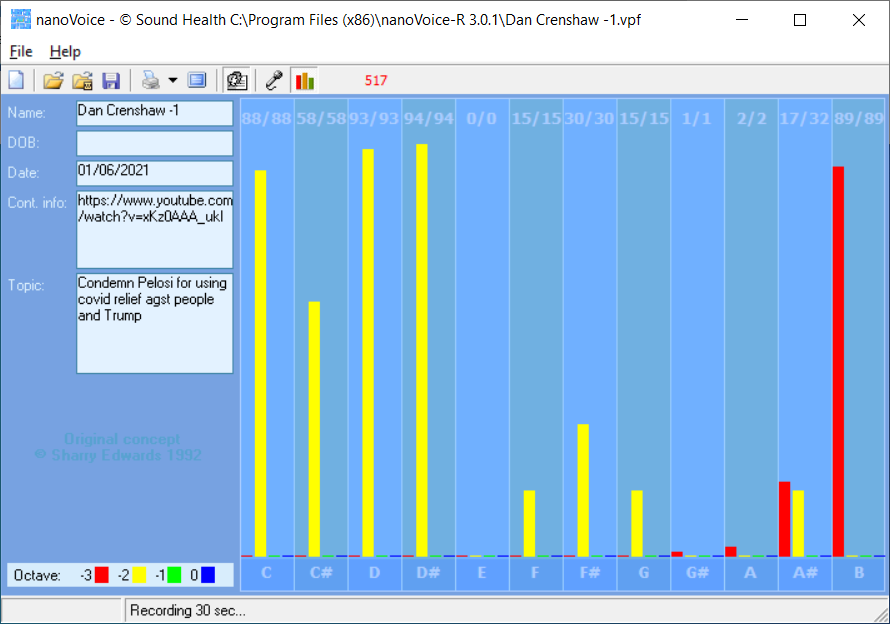 nanoVoice - © Sound Health C:\Program Files (x86)\nanoVoice-R 3.0.1\Dan Crenshaw -1.vpf
File Help
517
Name: Dan Crenshaw -1
DOB:
Date: 01/06/2021
Cont. info: https://www.youtube.com
/watch?v=xKz0AAA_ukI
Topic: Condemn Pelosi for using
covid relief agst people
and Trump
Original concept
© Sharry Edwards 1992
Octave: -3 -2 -1 0
88/88 58/58 93/93 94/94 0/0 15/15 30/30 15/15 1/1 2/2 17/32 89/89
C C# D D# E F F# G G# A A# B
Recording 30 sec...